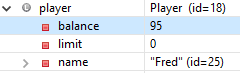 player Player (id=18)
balance 95
limit 0
name "Fred" (id=25)